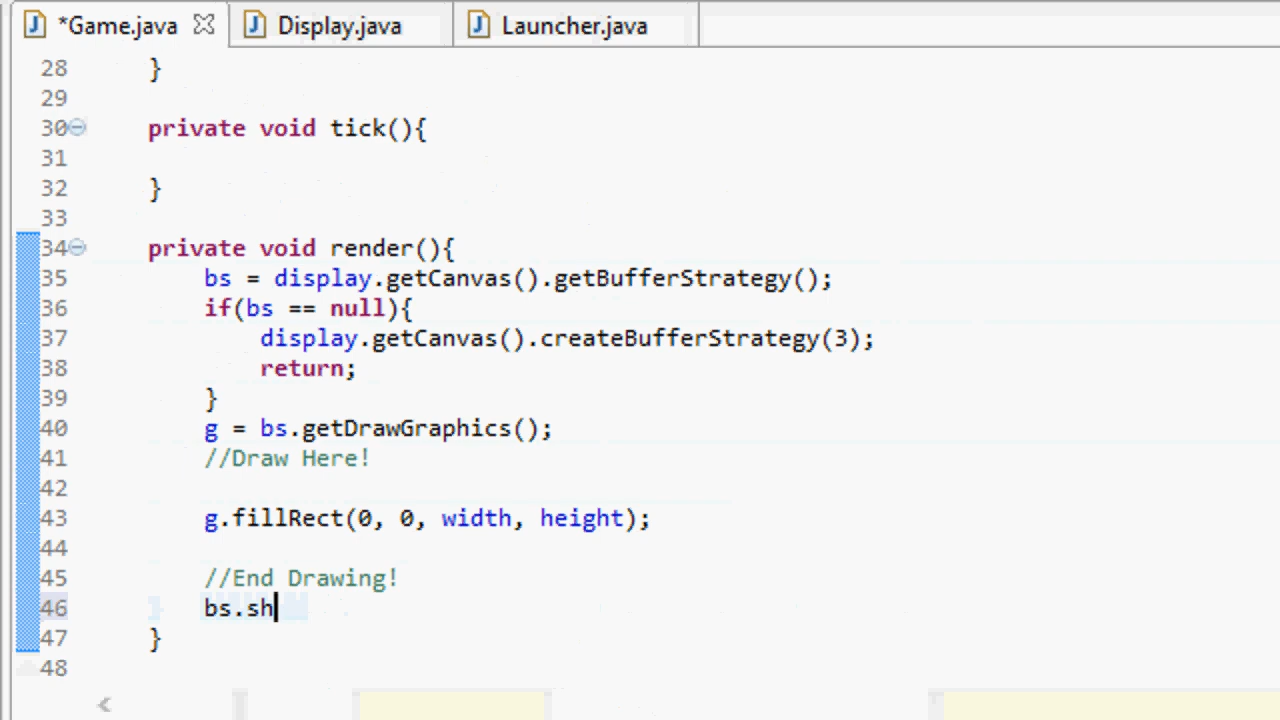 *Game.java Display.java Launcher.java
28 }
29
30 private void tick(){
31
32 }
33
34 private void render(){
35 bs = display.getCanvas().getBufferStrategy();
36 if(bs == null){
37 display.getCanvas().createBufferStrategy(3);
38 return;
39 }
40 g = bs.getDrawGraphics();
41 //Draw Here!
42
43 g.fillRect(0, 0, width, height);
44
45 //End Drawing!
46 bs.sh
47 }
48